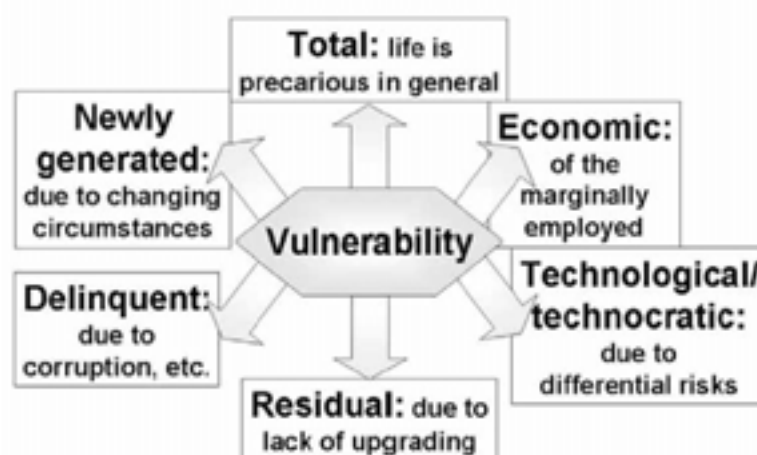 Total: life is
precarious in general
Newly
generated:
due to changing
circumstances
Economic:
of the
marginally
employed
Vulnerability
Delinquent:
due to
corruption, etc.
Technological/
technocratic:
due to
differential risks
Residual: due to
lack of upgrading